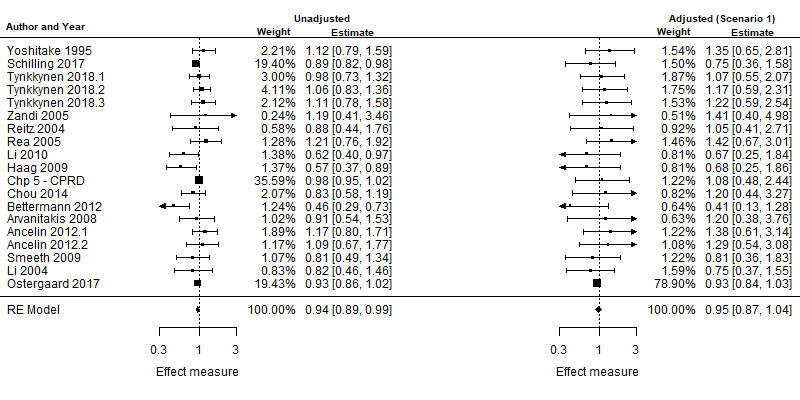 Unadjusted Adjusted (Scenario 1)
Author and Year Weight Estimate Weight Estimate
Yoshitake 1995 2.21% 1.12 [0.79, 1.59] 1.54% 1.35 [0.65, 2.81]
Schilling 2017 19.40% 0.89 [0.82, 0.98] 1.50% 0.75 [0.36, 1.58]
Tynkkynen 2018.1 3.00% 0.98 [0.73, 1.32] 1.87% 1.07 [0.55, 2.07]
Tynkkynen 2018.2 4.11% 1.06 [0.83, 1.36] 1.75% 1.17 [0.59, 2.31]
Tynkkynen 2018.3 2.12% 1.11 [0.78, 1.58] 1.53% 1.22 [0.59, 2.54]
Zandi 2005 0.24% 1.19 [0.41, 3.46] 0.51% 1.41 [0.40, 4.98]
Reitz 2004 0.58% 0.88 [0.44, 1.76] 0.92% 1.05 [0.41, 2.71]
Rea 2005 1.28% 1.21 [0.76, 1.92] 1.46% 1.42 [0.67, 3.01]
Li 2010 1.38% 0.62 [0.40, 0.97] 0.81% 0.67 [0.25, 1.84]
Haag 2009 1.64% 0.57 [0.37, 0.89] 0.81% 0.68 [0.25, 1.86]
Chp 5 - CPRD 35.59% 0.98 [0.95, 1.02] 1.22% 1.08 [0.48, 2.44]
Chou 2014 2.07% 0.83 [0.58, 1.19] 0.82% 1.20 [0.44, 3.27]
Bettermann 2012 1.24% 0.46 [0.29, 0.73] 0.64% 0.41 [0.13, 1.28]
Arvanitakis 2008 1.02% 0.91 [0.54, 1.53] 0.63% 1.20 [0.38, 3.76]
Ancelin 2012.1 1.89% 1.17 [0.80, 1.71] 1.22% 1.38 [0.61, 3.14]
Ancelin 2012.2 1.17% 1.09 [0.67, 1.77] 1.08% 1.29 [0.54, 3.08]
Smeeth 2009 1.07% 0.81 [0.49, 1.34] 1.22% 0.81 [0.36, 1.83]
Li 2004 0.83% 0.82 [0.46, 1.46] 1.59% 0.75 [0.37, 1.55]
Ostergaard 2017 19.43% 0.93 [0.86, 1.02] 78.90% 0.93 [0.84, 1.03]
RE Model 100.00% 0.94 [0.89, 0.99] 100.00% 0.95 [0.87, 1.04]
0.3 1 3 0.3 1 3
Effect measure Effect measure